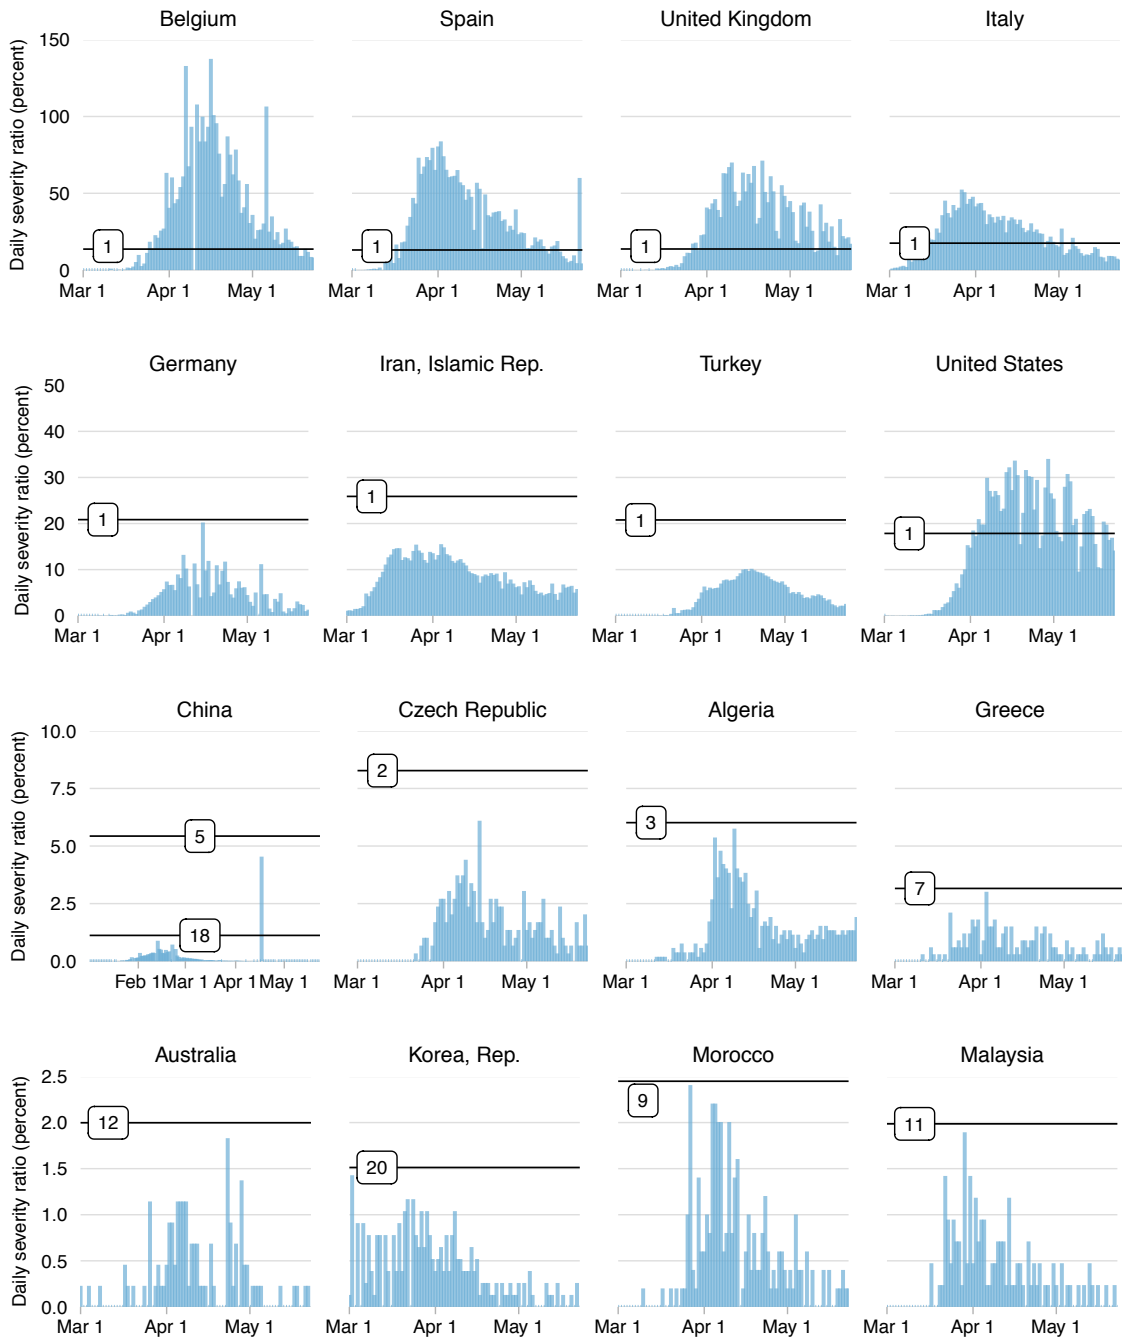 Belgium Spain United Kingdom Italy
Daily severity ratio (percent)
150
100
50
0
1 1 1 1
Mar 1 Apr 1 May 1 Mar 1 Apr 1 May 1 Mar 1 Apr 1 May 1 Mar 1 Apr 1 May 1
Germany Iran, Islamic Rep. Turkey United States
Daily severity ratio (percent)
50
40
30
20
10
0
1 1 1 1
Mar 1 Apr 1 May 1 Mar 1 Apr 1 May 1 Mar 1 Apr 1 May 1 Mar 1 Apr 1 May 1
China Czech Republic Algeria Greece
Daily severity ratio (percent)
10.0
7.5
5.0
2.5
0.0
5 18 2 3 7
Feb 1 Mar 1 Apr 1 May 1 Mar 1 Apr 1 May 1 Mar 1 Apr 1 May 1 Mar 1 Apr 1 May 1
Australia Korea, Rep. Morocco Malaysia
Daily severity ratio (percent)
2.5
2.0
1.5
1.0
0.5
0.0
12 20 9 11
Mar 1 Apr 1 May 1 Mar 1 Apr 1 May 1 Mar 1 Apr 1 May 1 Mar 1 Apr 1 May 1